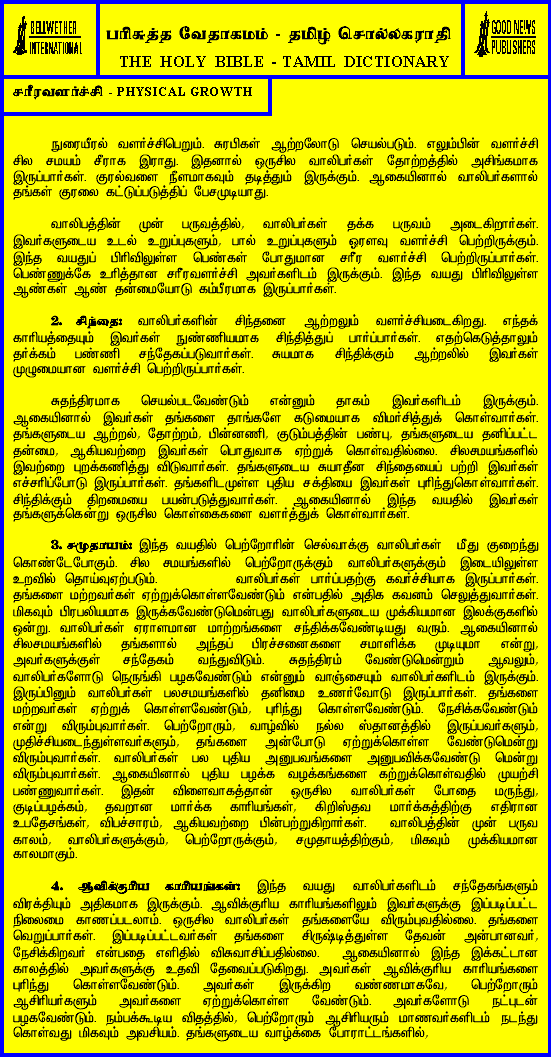 BELLWETHER
INTERNATIONAL
பரிசுத்த வேதாகமம் - தமிழ் சொல்லகராதி
THE HOLY BIBLE - TAMIL DICTIONARY
GOOD NEWS
PUBLISHERS
சரீரவளர்ச்சி - PHYSICAL GROWTH
நுரையீரல் வளர்ச்சிபெறும். சுரபிகள் ஆற்றலோடு செயல்படும். எலும்பின் வளர்ச்சி
சில சமயம் சீராக இராது. இதனால் ஒருசில வாலிபர்கள் தோற்றத்தில் அசிங்கமாக
இருப்பார்கள். குரல்வளை நீளமாகவும் தடித்தும் இருக்கும். ஆகையினால் வாலிபர்களால்
தங்கள் குரலை கட்டுப்படுத்திப் பேசமுடியாது.
வாலிபத்தின் முன் பருவத்தில், வாலிபர்கள் தக்க பருவம் அடைகிறார்கள்.
இவர்களுடைய உடல் உறுப்புகளும், பால் உறுப்புகளும் ஓரளவு வளர்ச்சி பெற்றிருக்கும்.
இந்த வயதுப் பிரிவிலுள்ள பெண்கள் போதுமான சரீர வளர்ச்சி பெற்றிருப்பார்கள்.
பெண்ணுக்கே உரித்தான சரீரவளர்ச்சி அவர்களிடம் இருக்கும். இந்த வயது பிரிவிலுள்ள
ஆண்கள் ஆண் தன்மையோடு கம்பீரமாக இருப்பார்கள்.
2. சிந்தை: வாலிபர்களின் சிந்தனை ஆற்றலும் வளர்ச்சியடைகிறது. எந்தக்
காரியத்தையும் இவர்கள் நுண்ணியமாக சிந்தித்துப் பார்ப்பார்கள். எதற்கெடுத்தாலும்
தர்க்கம் பண்ணி சந்தேகப்படுவார்கள். சுயமாக சிந்திக்கும் ஆற்றலில் இவர்கள்
முழுமையான வளர்ச்சி பெற்றிருப்பார்கள்.
சுதந்திரமாக செயல்படவேண்டும் என்னும் தாகம் இவர்களிடம் இருக்கும்.
ஆகையினால் இவர்கள் தங்களை தாங்களே கடுமையாக விமர்சித்துக் கொள்வார்கள்.
தங்களுடைய ஆற்றல், தோற்றம், பின்னணி, குடும்பத்தின் பண்பு, தங்களுடைய தனிப்பட்ட
தன்மை, ஆகியவற்றை இவர்கள் பொதுவாக ஏற்றுக் கொள்வதில்லை. சிலசமயங்களில்
இவற்றை புறக்கணித்து விடுவார்கள். தங்களுடைய சுயாதீன சிந்தையைப் பற்றி இவர்கள்
எச்சரிப்போடு இருப்பார்கள். தங்களிடமுள்ள புதிய சக்தியை இவர்கள் புரிந்துகொள்வார்கள்.
சிந்திக்கும் திறமையை பயன்படுத்துவார்கள். ஆகையினால் இந்த வயதில் இவர்கள்
தங்களுக்கென்று ஒருசில கொள்கைகளை வளர்த்துக் கொள்வார்கள்.
3. சமுதாயம்: இந்த வயதில் பெற்றோரின் செல்வாக்கு வாலிபர்கள் மீது குறைந்து
கொண்டேபோகும். சில சமயங்களில் பெற்றோருக்கும் வாலிபர்களுக்கும் இடையிலுள்ள
உறவில் தொய்வுஏற்படும். வாலிபர்கள் பார்ப்பதற்கு கவர்ச்சியாக இருப்பார்கள்.
தங்களை மற்றவர்கள் ஏற்றுக்கொள்ளவேண்டும் என்பதில் அதிக கவனம் செலுத்துவார்கள்.
மிகவும் பிரபலியமாக இருக்கவேண்டுமென்பது வாலிபர்களுடைய முக்கியமான இலக்குகளில்
ஒன்று. வாலிபர்கள் ஏராளமான மாற்றங்களை சந்திக்கவேண்டியது வரும். ஆகையினால்
சிலசமயங்களில் தங்களால் அந்தப் பிரச்சனைகளை சமாளிக்க முடியுமா என்று,
அவர்களுக்குள் சந்தேகம் வந்துவிடும். சுதந்திரம் வேண்டுமென்றும் ஆவலும்,
வாலிபர்களோடு நெருங்கி பழகவேண்டும் என்னும் வாஞ்சையும் வாலிபர்களிடம் இருக்கும்.
இருப்பினும் வாலிபர்கள் பலசமயங்களில் தனிமை உணர்வோடு இருப்பார்கள். தங்களை
மற்றவர்கள் ஏற்றுக் கொள்ளவேண்டும், புரிந்து கொள்ளவேண்டும். நேசிக்கவேண்டும்
என்று விரும்புவார்கள். பெற்றோரும், வாழ்வில் நல்ல ஸ்தானத்தில் இருப்பவர்களும்,
முதிர்ச்சியடைந்துள்ளவர்களும், தங்களை அன்போடு ஏற்றுக்கொள்ள வேண்டுமென்று
விரும்புவார்கள். வாலிபர்கள் பல புதிய அனுபவங்களை அனுபவிக்கவேண்டு மென்று
விரும்புவார்கள். ஆகையினால் புதிய பழக்க வழக்கங்களை கற்றுக்கொள்வதில் முயற்சி
பண்ணுவார்கள். இதன் விளைவாகத்தான் ஒருசில வாலிபர்கள் போதை மருந்து,
குடிப்பழக்கம், தவறான மார்க்க காரியங்கள், கிறிஸ்தவ மார்க்கத்திற்கு எதிரான
உபதேசங்கள், விபச்சாரம், ஆகியவற்றை பின்பற்றுகிறார்கள். வாலிபத்தின் முன் பருவ
காலம், வாலிபர்களுக்கும், பெற்றோருக்கும், சமுதாயத்திற்கும், மிகவும் முக்கியமான
காலமாகும்.
4. ஆவிக்குரிய காரியங்கள்: இந்த வயது வாலிபர்களிடம் சந்தேகங்களும்
விரக்தியும் அதிகமாக இருக்கும். ஆவிக்குரிய காரியங்களிலும் இவர்களுக்கு இப்படிப்பட்ட
நிலைமை காணப்படலாம். ஒருசில வாலிபர்கள் தங்களையே விரும்புவதில்லை. தங்களை
வெறுப்பார்கள். இப்படிப்பட்டவர்கள் தங்களை சிருஷ்டித்துள்ள தேவன் அன்பானவர்,
நேசிக்கிறவர் என்பதை எளிதில் விசுவாசிப்பதில்லை. ஆகையினால் இந்த இக்கட்டான
காலத்தில் அவர்களுக்கு உதவி தேவைப்படுகிறது. அவர்கள் ஆவிக்குரிய காரியங்களை
புரிந்து கொள்ளவேண்டும். அவர்கள் இருக்கிற வண்ணமாகவே, பெற்றோரும்
ஆசிரியர்களும் அவர்களை ஏற்றுக்கொள்ள வேண்டும். அவர்களோடு நட்புடன்
பழகவேண்டும். நம்பக்கூடிய விதத்தில், பெற்றோரும் ஆசிரியரும் மாணவர்களிடம் நடந்து
கொள்வது மிகவும் அவசியம். தங்களுடைய வாழ்க்கை போராட்டங்களில்,